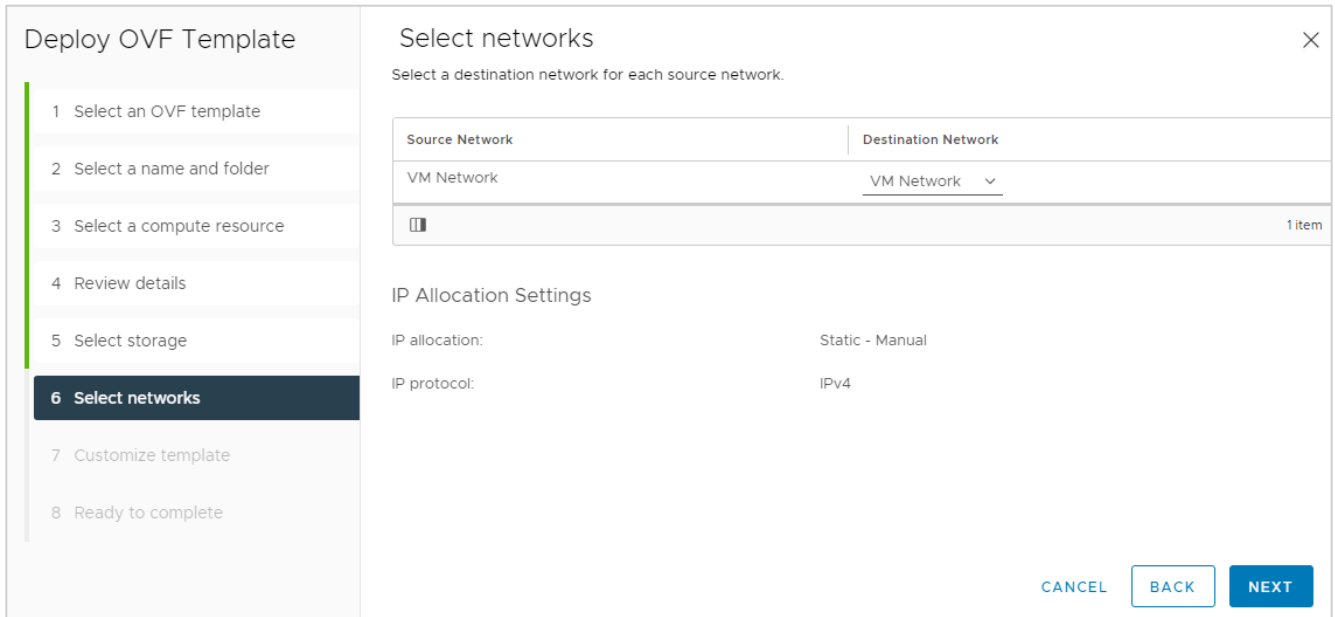 Deploy OVF Template
1 Select an OVF template
2 Select a name and folder
3 Select a compute resource
4 Review details
5 Select storage
6 Select networks
7 Customize template
8 Ready to complete
Select networks
Select a destination network for each source network.
Source Network Destination Network
VM Network VM Network
1 item
IP Allocation Settings
IP allocation: Static - Manual
IP protocol: IPv4
CANCEL BACK NEXT